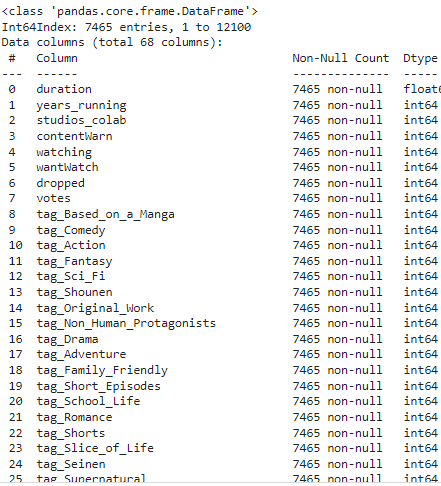 <class 'pandas.core.frame.DataFrame'>
Int64Index: 7465 entries, 1 to 12100
Data columns (total 68 columns):
 #   Column                       Non-Null Count  Dtype
---  ------                       --------------  -----
 0   duration                     7465 non-null   float6
 1   years_running                7465 non-null   int64
 2   studios_colab                7465 non-null   int64
 3   contentWarn                  7465 non-null   int64
 4   watching                     7465 non-null   int64
 5   wantWatch                    7465 non-null   int64
 6   dropped                      7465 non-null   int64
 7   votes                        7465 non-null   int64
 8   tag_Based_on_a_Manga         7465 non-null   int64
 9   tag_Comedy                   7465 non-null   int64
 10  tag_Action                   7465 non-null   int64
 11  tag_Fantasy                  7465 non-null   int64
 12  tag_Sci_Fi                   7465 non-null   int64
 13  tag_Shounen                  7465 non-null   int64
 14  tag_Original_Work            7465 non-null   int64
 15  tag_Non_Human_Protagonists   7465 non-null   int64
 16  tag_Drama                    7465 non-null   int64
 17  tag_Adventure                7465 non-null   int64
 18  tag_Family_Friendly          7465 non-null   int64
 19  tag_Short_Episodes           7465 non-null   int64
 20  tag_School_Life              7465 non-null   int64
 21  tag_Romance                  7465 non-null   int64
 22  tag_Shorts                   7465 non-null   int64
 23  tag_Slice_of_Life            7465 non-null   int64
 24  tag_Seinen                   7465 non-null   int64
 25  tag_Supernatural             7465 non-null   int64